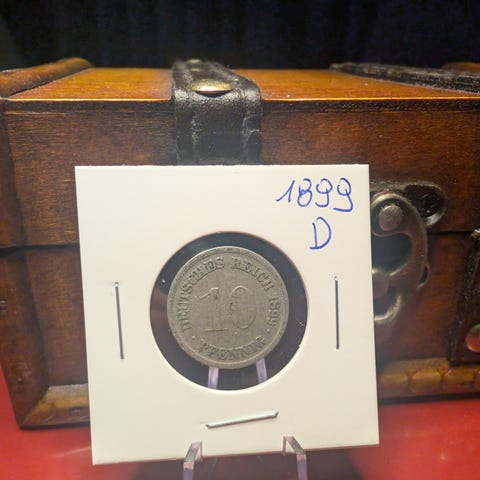 1899
D
DEUTSCHES REICH 1899
10
PFENNIG